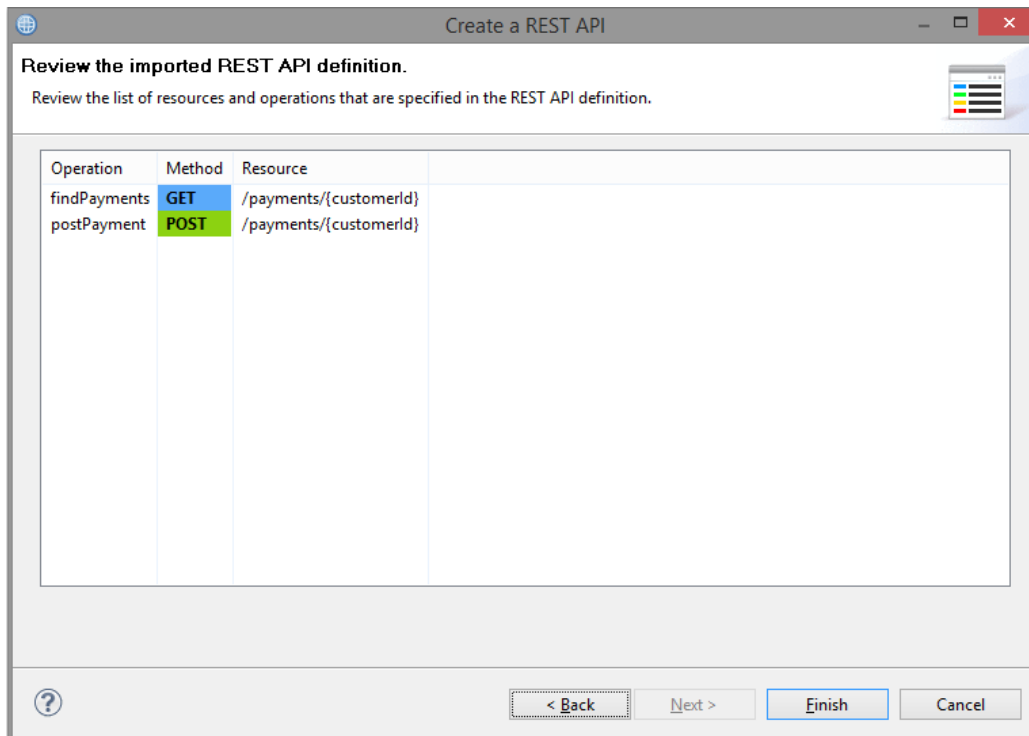 Create a REST API
Review the imported REST API definition.
Review the list of resources and operations that are specified in the REST API definition.
Operation Method Resource
findPayments GET /payments/{customerId}
postPayment POST /payments/{customerId}
? < Back Next > Finish Cancel